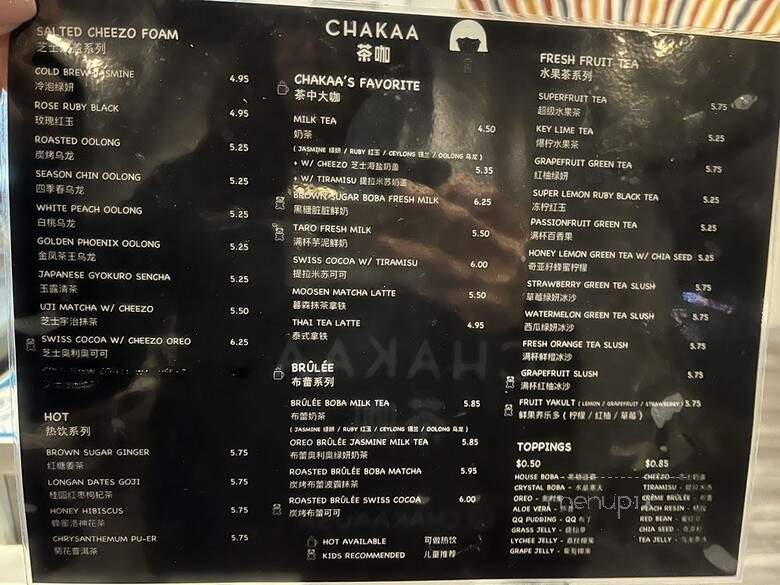 CHAKAA
茶咖
SALTED CHEEZO FOAM
COLD BREW JASMINE 4.95
冷泡绿妍
ROSE RUBY BLACK 4.95
玫瑰红玉
ROASTED OOLONG 5.25
炭烤乌龙
SEASON CHIN OOLONG 5.25
四季春乌龙
WHITE PEACH OOLONG 5.25
白桃乌龙
GOLDEN PHOENIX OOLONG 5.25
金凤茶王乌龙
JAPANESE GYOKURO SENCHA 5.25
玉露清茶
UJI MATCHA W/ CHEEZO 5.50
芝士宇治抹茶
SWISS COCOA W/ CHEEZO OREO 6.25
芝士奥利奥可可
HOT
热饮系列
BROWN SUGAR GINGER 5.75
红糖姜茶
LONGAN DATES GOJI 5.75
桂圆红枣枸杞茶
HONEY HIBISCUS 5.75
蜂蜜洛神花茶
CHRYSANTHEMUM PU-ER 5.75
菊花普洱茶
CHAKAA'S FAVORITE
茶中大咖
MILK TEA 4.50
奶茶
( JASMINE 绿妍 / RUBY 红玉 / CEYLONG 锡兰 / OOLONG 乌龙 )
+ W/ CHEEZO 芝士海盐奶盖 5.35
+ W/ TIRAMISU 提拉米苏奶盖
BROWN SUGAR BOBA FRESH MILK 6.25
黑糖脏脏鲜奶
TARO FRESH MILK 5.50
满杯芋泥鲜奶
SWISS COCOA W/ TIRAMISU 6.00
提拉米苏可可
MOOSEN MATCHA LATTE 5.50
暮森抹茶拿铁
THAI TEA LATTE 4.95
泰式拿铁
BRÛLÉE
布蕾系列
BRÛLÉE BOBA MILK TEA 5.85
布蕾奶茶
( JASMINE 绿妍 / RUBY 红玉 / CEYLONG 锡兰 / OOLONG 乌龙 )
OREO BRÛLÉE JASMINE MILK TEA 5.85
布蕾奥利奥绿妍奶茶
ROASTED BRÛLÉE BOBA MATCHA 5.95
炭烤布蕾波霸抹茶
ROASTED BRÛLÉE SWISS COCOA 6.00
炭烤布蕾可可
HOT AVAILABLE 可做热饮
KIDS RECOMMENDED 儿童推荐
FRESH FRUIT TEA
水果茶系列
SUPERFRUIT TEA 5.75
超级水果茶
KEY LIME TEA 5.25
爆柠水果茶
GRAPEFRUIT GREEN TEA 5.25
红柚绿妍
SUPER LEMON RUBY BLACK TEA 5.25
冻柠红玉
PASSIONFRUIT GREEN TEA 5.25
满杯百香果
HONEY LEMON GREEN TEA W/ CHIA SEED 5.25
奇亚籽蜂蜜柠檬
STRAWBERRY GREEN TEA SLUSH 5.75
草莓绿妍冰沙
WATERMELON GREEN TEA SLUSH 5.75
西瓜绿妍冰沙
FRESH ORANGE TEA SLUSH 5.75
满杯鲜橙冰沙
GRAPEFRUIT SLUSH 5.75
满杯红柚冰沙
FRUIT YAKULT ( LEMON / GRAPEFRUIT / STRAWBERRY ) 5.75
鲜果养乐多 ( 柠檬 / 红柚 / 草莓 )
TOPPINGS
$0.50 $0.85
HOUSE BOBA - CHEEZO -
CRYSTAL BOBA - TIRAMISU -
OREO - CRÈME BRÛLÉE -
ALOE VERA - PEACH RESIN -
QQ PUDDING - QQ 布丁 RED BEAN -
GRASS JELLY - CHIA SEED -
LYCHEE JELLY - TEA JELLY -
GRAPE JELLY -
menupix